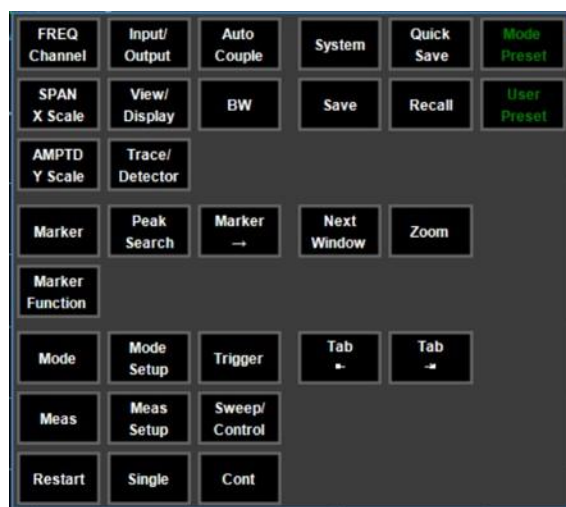 FREQ
Channel
Input/
Output
Auto
Couple
System
Quick
Save
Mode
Preset
SPAN
X Scale
View/
Display
BW
Save
Recall
User
Preset
AMPTD
Y Scale
Trace/
Detector
Marker
Peak
Search
Marker
→
Next
Window
Zoom
Marker
Function
Mode
Mode
Setup
Trigger
Tab
Tab
Meas
Meas
Setup
Sweep/
Control
Restart
Single
Cont